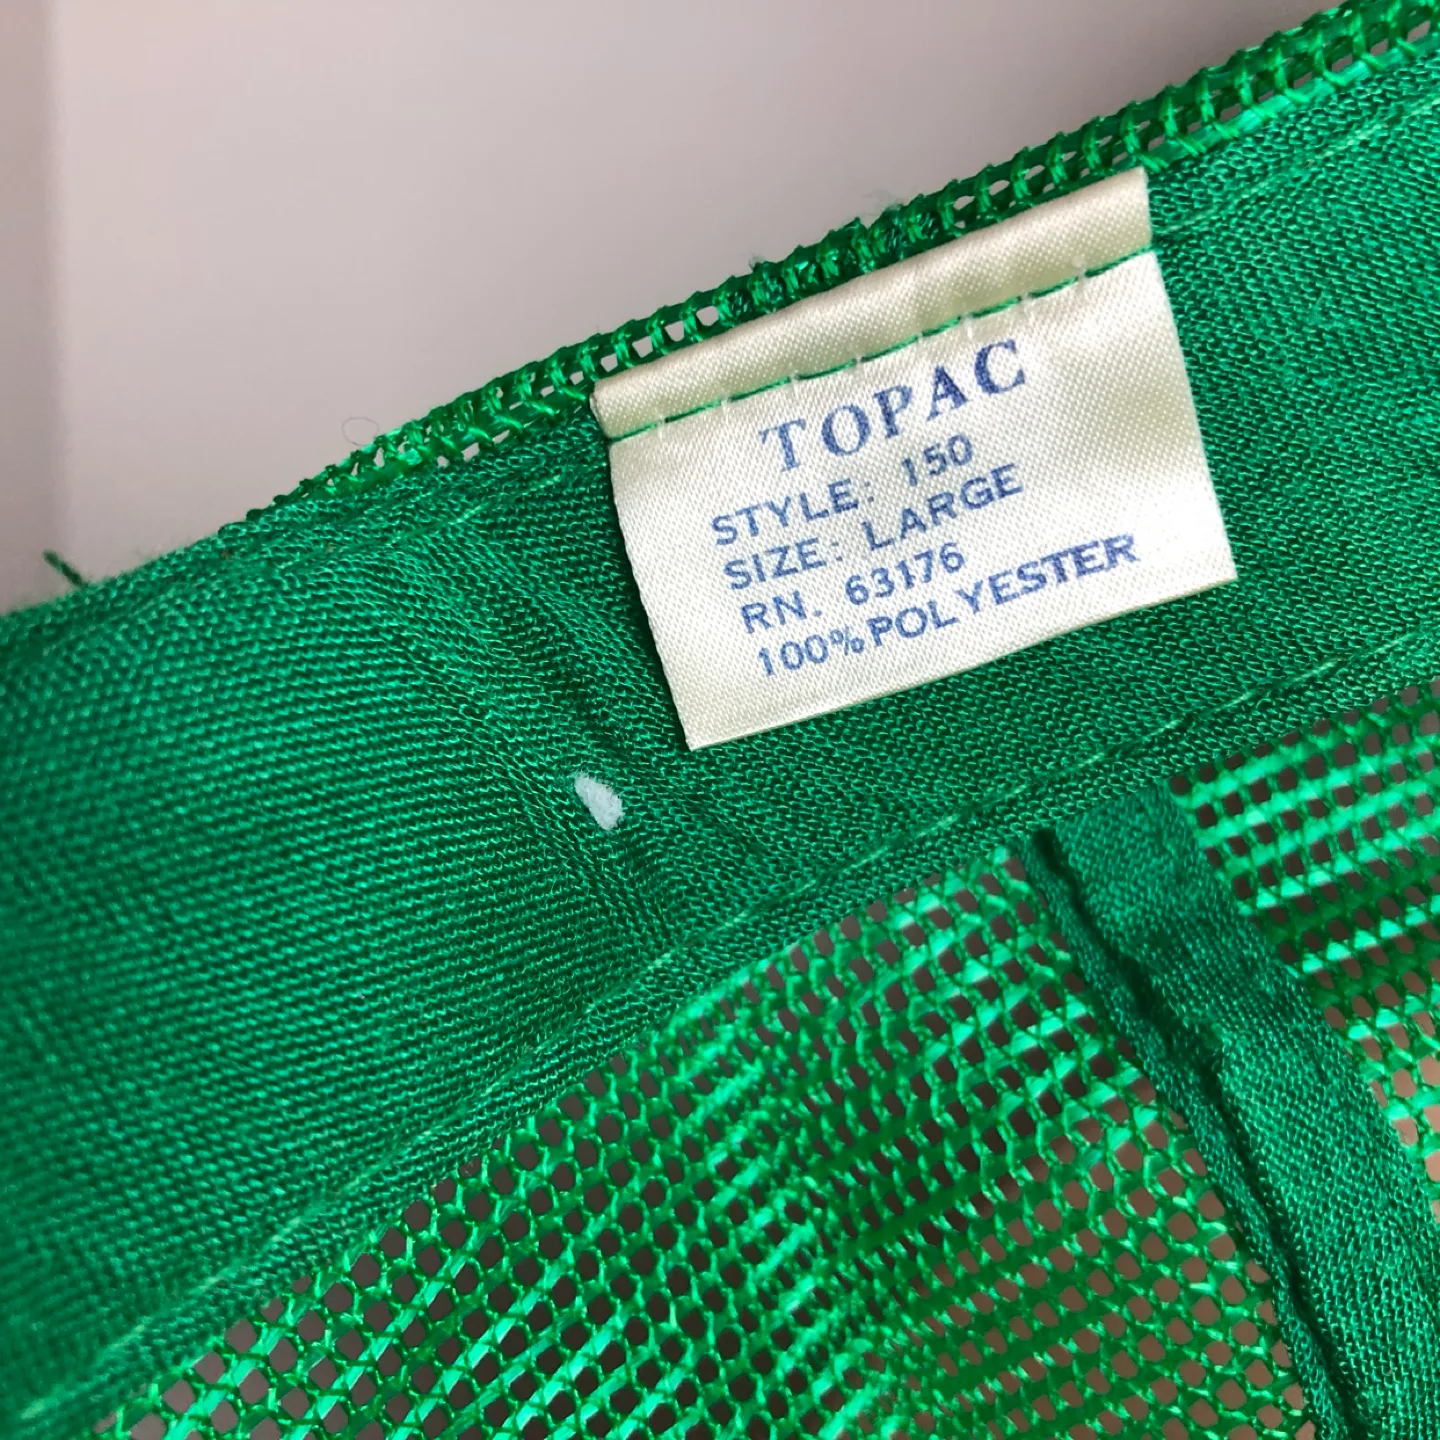 TOPAC
STYLE: 150
SIZE: LARGE
RN. 63176
100% POLYESTER